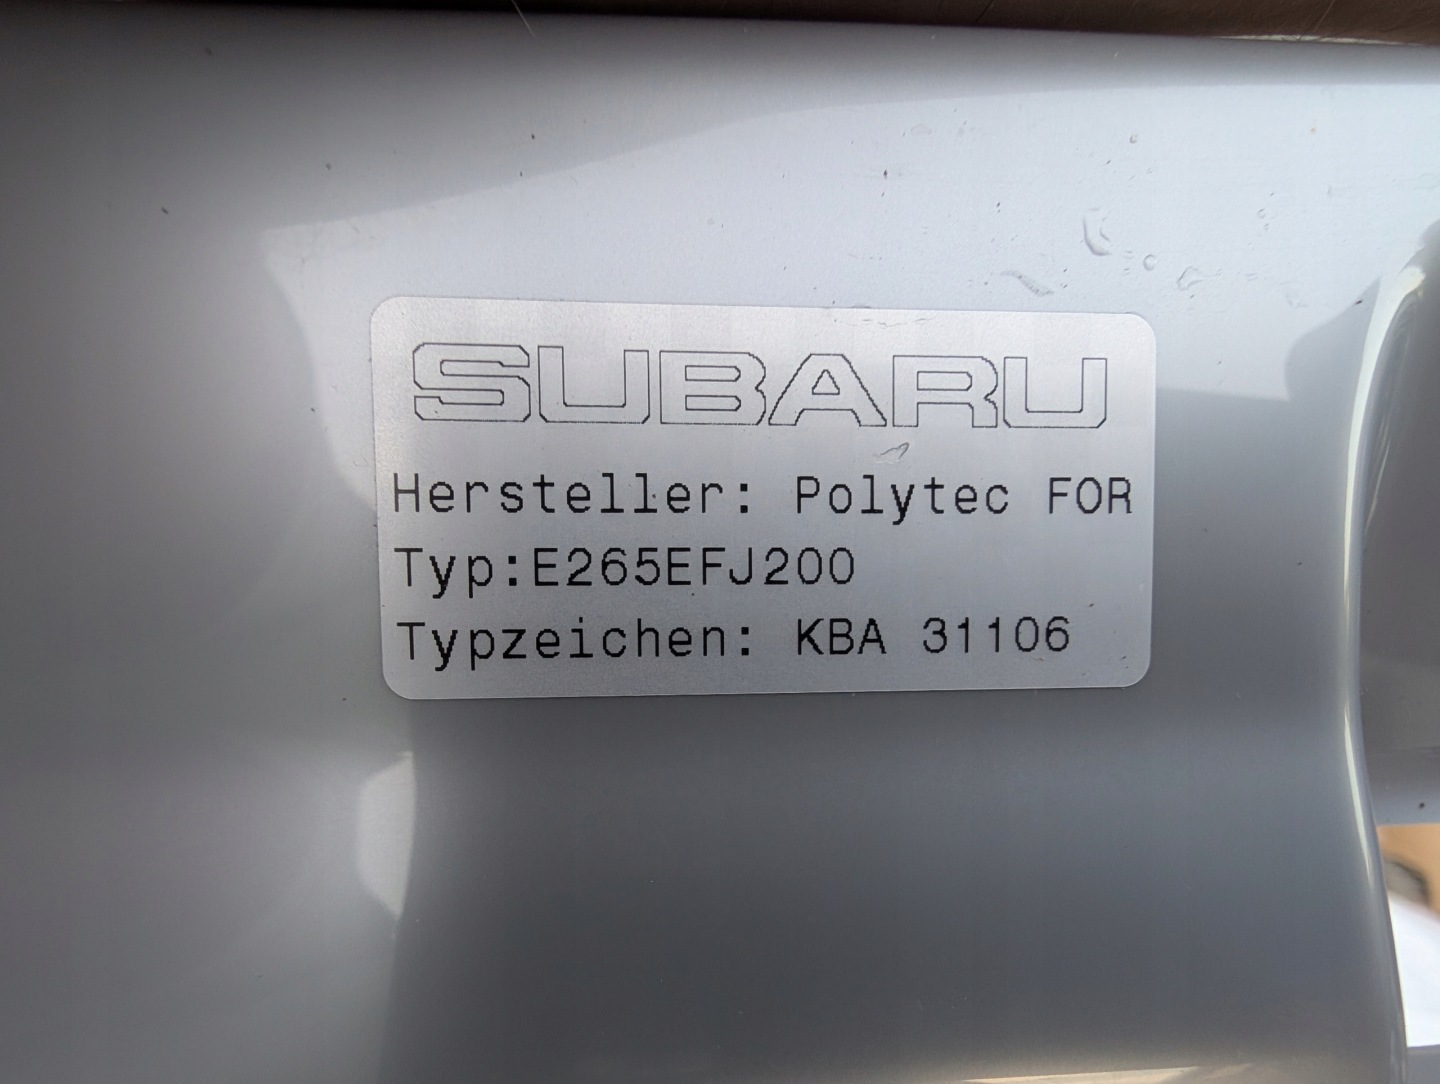 SUBARU
Hersteller: Polytec FOR
Typ:E265EFJ200
Typzeichen: KBA 31106